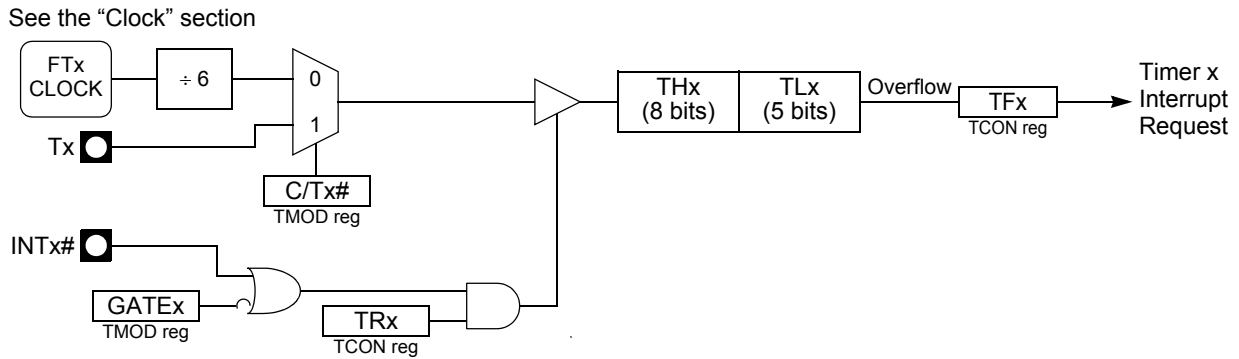 See the “Clock” section
FTx
CLOCK
÷ 6
0
1
Tx
C/Tx#
TMOD reg
THx
(8 bits)
TLx
(5 bits)
Overflow
TFx
TCON reg
Timer x
Interrupt
Request
INTx#
GATEx
TMOD reg
TRx
TCON reg